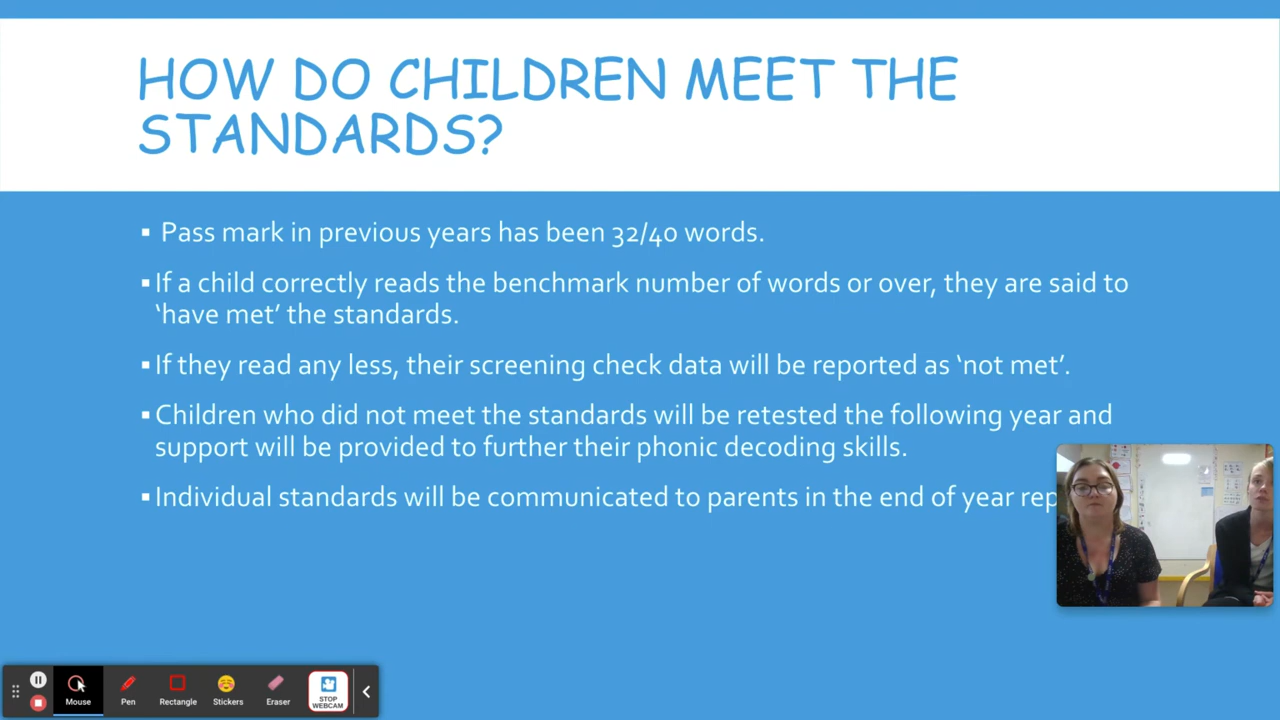 HOW DO CHILDREN MEET THE
STANDARDS?
▪ Pass mark in previous years has been 32/40 words.
▪ If a child correctly reads the benchmark number of words or over, they are said to
‘have met’ the standards.
▪ If they read any less, their screening check data will be reported as ‘not met’.
▪ Children who did not meet the standards will be retested the following year and
support will be provided to further their phonic decoding skills.
▪ Individual standards will be communicated to parents in the end of year rep
Mouse
Pen
Rectangle
Stickers
Eraser
STOP
WEBCAM